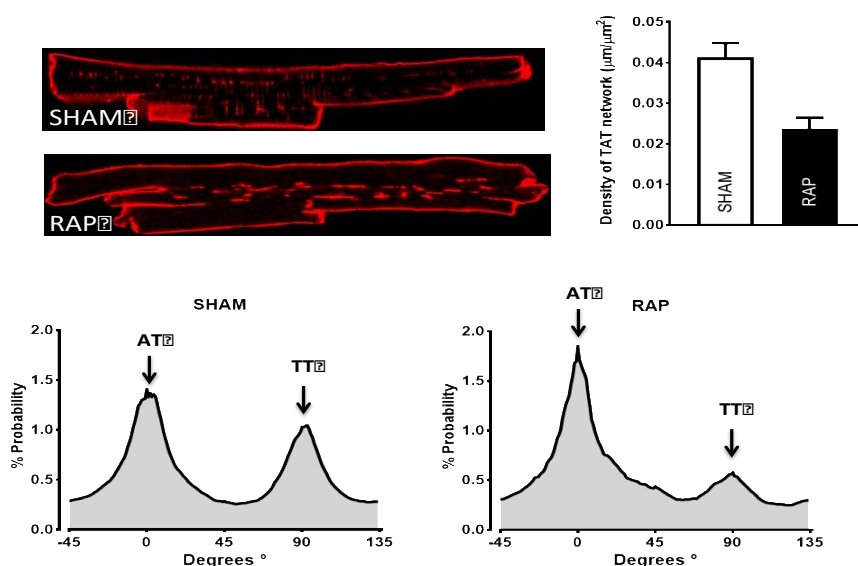 SHAM⍰
RAP⍰
Density of TAT network (μm/μm²)
0.05
0.04
0.03
0.02
0.01
0.00
SHAM
RAP
SHAM
AT⍰
TT⍰
% Probability
2.0
1.5
1.0
0.5
0.0
-45 0 45 90 135
Degrees °
RAP
AT⍰
TT⍰
% Probability
2.0
1.5
1.0
0.5
0.0
-45 0 45 90 135
Degrees °